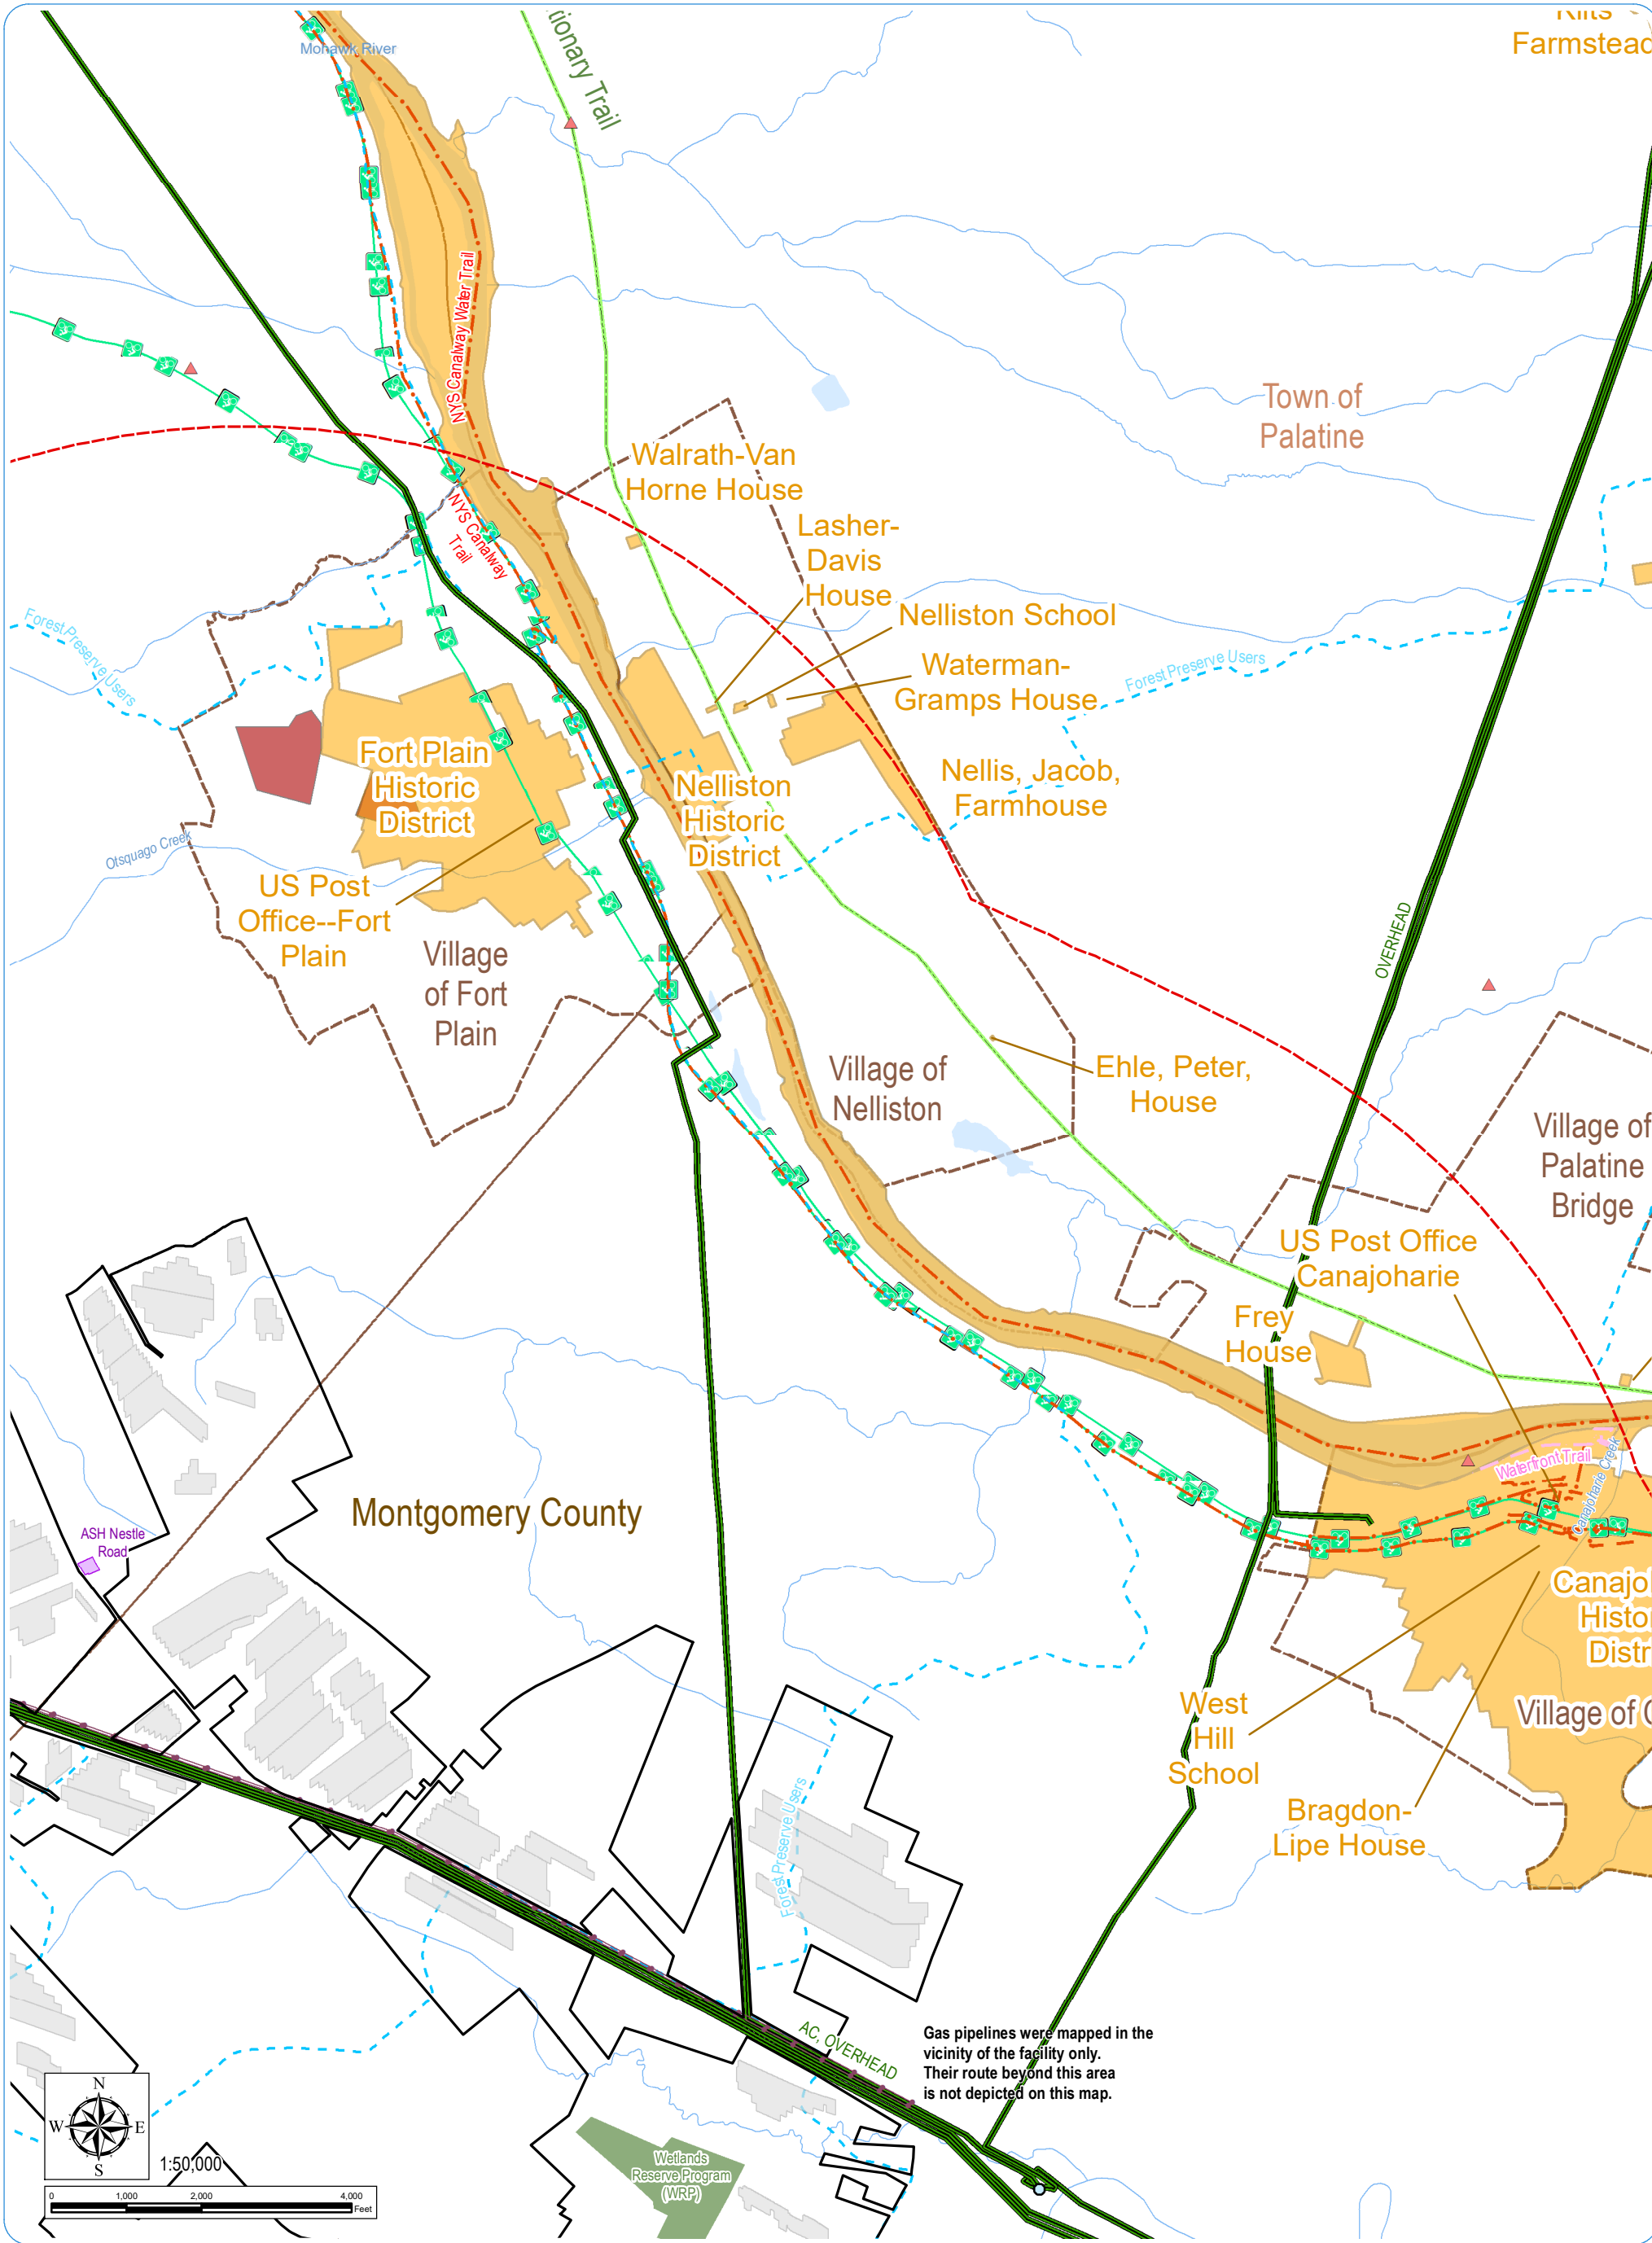 Farmstead
Mohawk River
tionary Trail
NYS Canalway Water Trail
Town of
Palatine
Walrath-Van
Horne House
NYS Canalway
Trail
Lasher-
Davis
House
Nelliston School
Waterman-
Gramps House
Forest Preserve Users
Forest Preserve Users
Fort Plain
Historic
District
Nelliston
Historic
District
Nellis, Jacob,
Farmhouse
Otsquago Creek
US Post
Office--Fort
Plain
OVERHEAD
Village
of Fort
Plain
Village of
Nelliston
Ehle, Peter,
House
Village of
Palatine
Bridge
US Post Office
Canajoharie
Frey
House
Waterfront Trail
Canajoharie Creek
Montgomery County
ASH Nestle
Road
Canajo
Histo
Distr
West
Hill
School
Village of
Bragdon-
Lipe House
Forest Preserve Users
AC, OVERHEAD
Gas pipelines were mapped in the
vicinity of the facility only.
Their route beyond this area
is not depicted on this map.
N
W E
S
1:50,000
Wetlands
Reserve Program
(WRP)
0 1,000 2,000 4,000
Feet